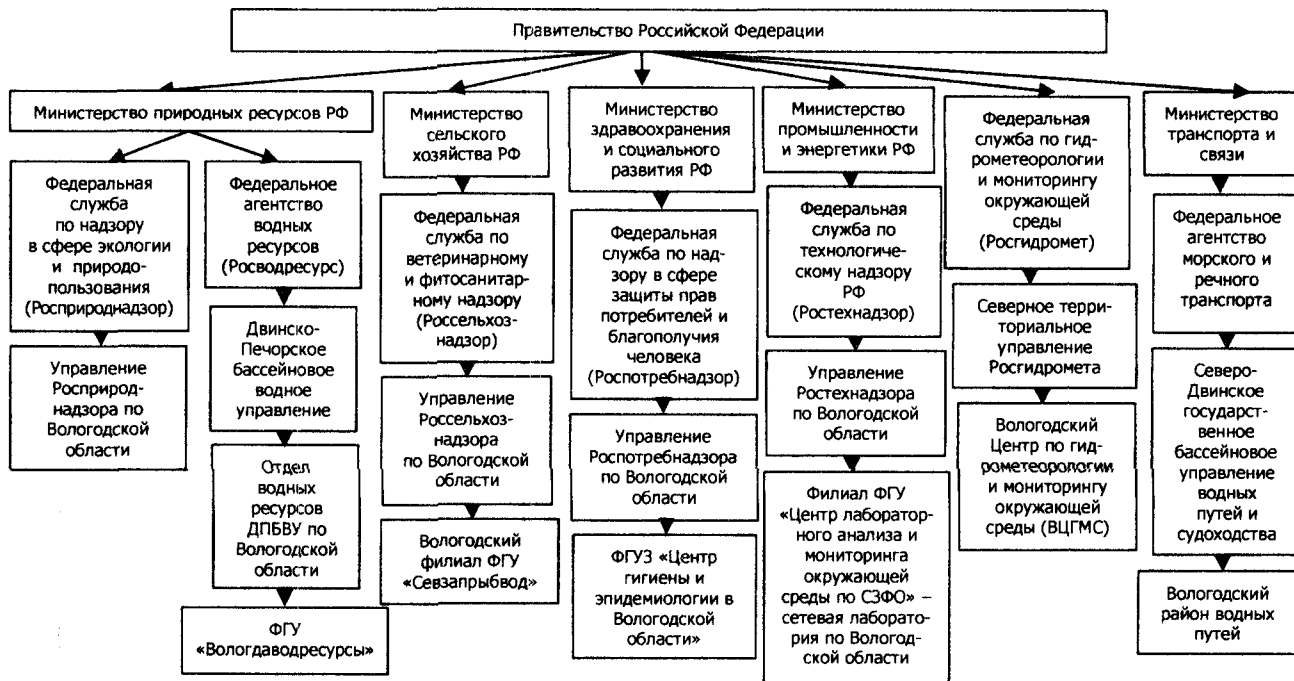 Правительство Российской Федерации
Министерство природных ресурсов РФ
Федеральная
служба
по надзору
в сфере экологии
и природо-
пользования
(Росприроднадзор)
Управление
Росприрод-
надзора по
Вологодской
области
Федеральное
агентство
водных
ресурсов
(Росводресурс)
Двинско-
Печорское
бассейновое
водное
управление
Отдел
водных
ресурсов
ДПБВУ по
Вологодской
области
ФГУ
«Вологдаводресурсы»
Министерство
сельского
хозяйства РФ
Федеральная
служба по
ветеринарному
и фитосанитар-
ному надзору
(Россельхоз-
надзор)
Управление
Россельхоз-
надзора
по Вологодской
области
Вологодский
филиал ФГУ
«Севзапрыбвод»
Министерство
здравоохранения
и социального
развития РФ
Федеральная
служба по над-
зору в сфере
защиты прав
потребителей и
благополучия
человека
(Роспотребнадзор)
Управление
Роспотребнадзора
по Вологодской
области
ФГУЗ «Центр
гигиены и
эпидемиологии в
Вологодской
области»
Министерство
промышленности
и энергетики РФ
Федеральная
служба по
технологиче-
скому надзору
РФ
(Ростехнадзор)
Управление
Ростехнадзора
по Вологодской
области
Филиал ФГУ
«Центр лаборатор-
ного анализа и
мониторинга
окружающей
среды по СЗФО» –
сетевая лаборато-
рия по Вологод-
ской области
Федеральная
служба по гид-
рометеорологии
и мониторингу
окружающей
среды
(Росгидромет)
Северное терри-
ториальное
управление
Росгидромета
Вологодский
Центр по гид-
рометеорологии
и мониторингу
окружающей
среды (ВЦГМС)
Министерство
транспорта и
связи
Федеральное
агентство
морского и
речного
транспорта
Северо-
Двинское
государст-
венное
бассейновое
управление
водных
путей и
судоходства
Вологодский
район водных
путей